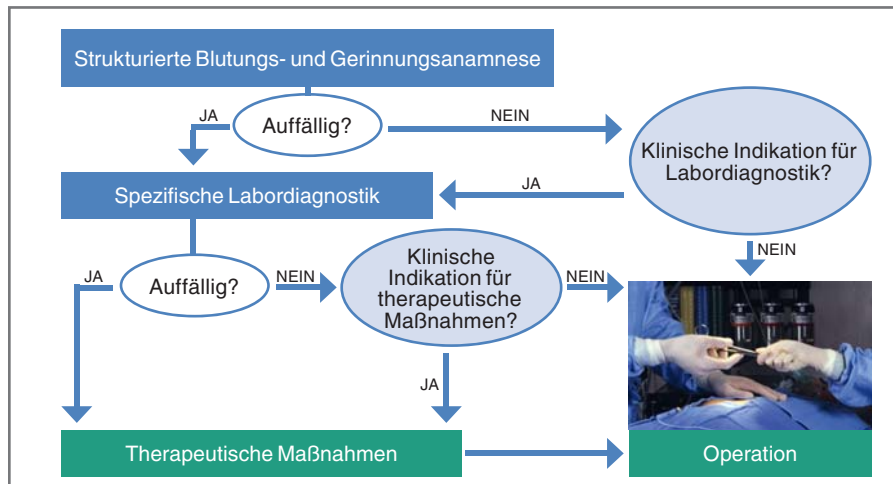 Strukturierte Blutungs- und Gerinnungsanamnese
JA
Auffällig?
NEIN
Klinische Indikation für
Labordiagnostik?
JA
Spezifische Labordiagnostik
NEIN
JA
Auffällig?
NEIN
Klinische
Indikation für
therapeutische
Maßnahmen?
NEIN
JA
Therapeutische Maßnahmen
Operation